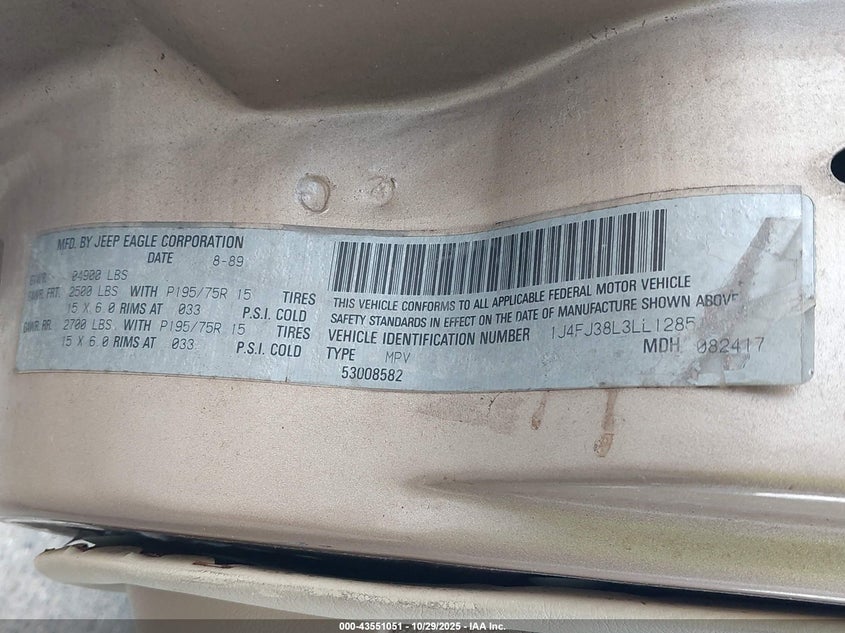 MFD. BY JEEP EAGLE CORPORATION
DATE 8-89
GVWR. 04900 LBS
GAWR. FRT. 2500 LBS WITH P195/75R 15 TIRES
15 X 6.0 RIMS AT 033 P.S.I. COLD
GAWR. RR. 2700 LBS. WITH P195/75R 15 TIRES
15 X 6.0 RIMS AT 033 P.S.I. COLD
THIS VEHICLE CONFORMS TO ALL APPLICABLE FEDERAL MOTOR VEHICLE
SAFETY STANDARDS IN EFFECT ON THE DATE OF MANUFACTURE SHOWN ABOVE.
VEHICLE IDENTIFICATION NUMBER
TYPE MPV MDH 082417
53008582
000-43551051 - 10/29/2025 - IAA Inc.